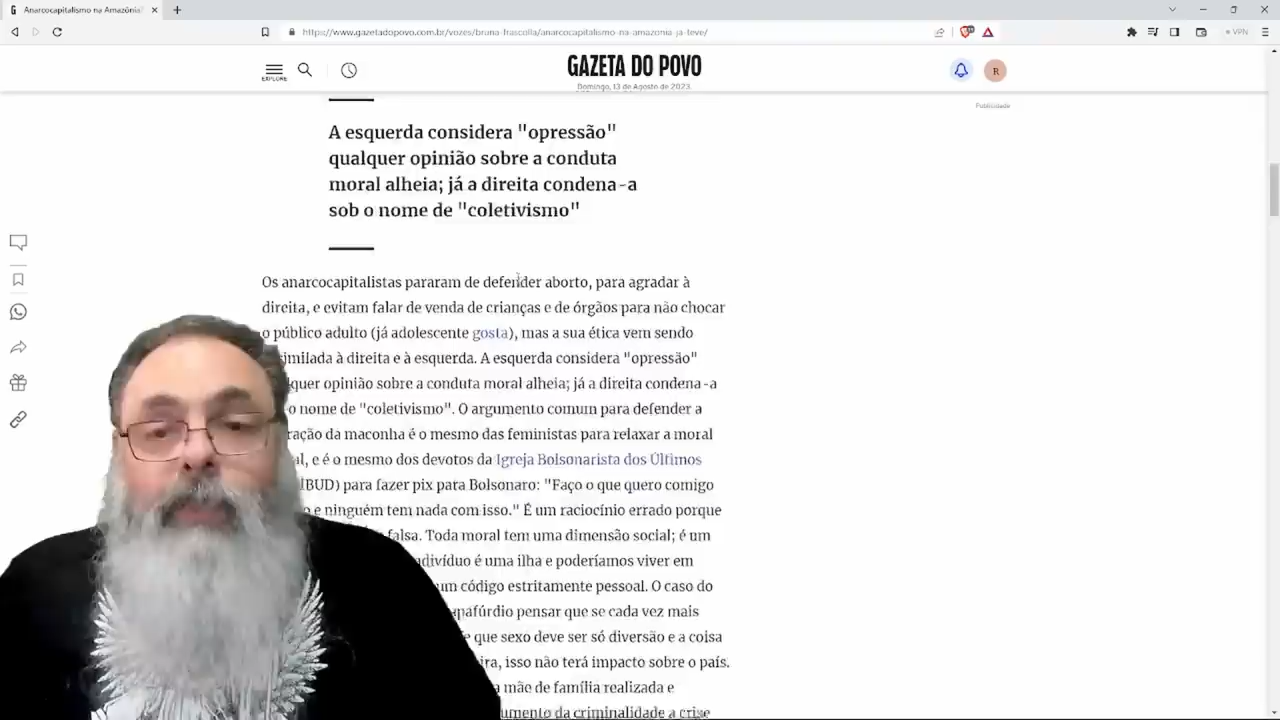 Anarcocapitalismo na Amazônia
https://www.gazetadopovo.com.br/vozes/bruna-frascolla/anarcocapitalismo-na-amazonia-ja-teve/
VPN
EXPLORE
GAZETA DO POVO
R
Domingo, 13 de Agosto de 2023.
Publicidade
A esquerda considera "opressão"
qualquer opinião sobre a conduta
moral alheia; já a direita condena-a
sob o nome de "coletivismo"
Os anarcocapitalistas pararam de defender aborto, para agradar à
direita, e evitam falar de venda de crianças e de órgãos para não chocar
o público adulto (já adolescente gosta), mas a sua ética vem sendo
imilada à direita e à esquerda. A esquerda considera "opressão"
quer opinião sobre a conduta moral alheia; já a direita condena-a
o nome de "coletivismo". O argumento comum para defender a
ração da maconha é o mesmo das feministas para relaxar a moral
al, e é o mesmo dos devotos da Igreja Bolsonarista dos Últimos
(BUD) para fazer pix para Bolsonaro: "Faço o que quero comigo
o e ninguém tem nada com isso." É um raciocínio errado porque
falsa. Toda moral tem uma dimensão social; é um
divíduo é uma ilha e poderíamos viver em
um código estritamente pessoal. O caso do
pafúrdio pensar que se cada vez mais
e que sexo deve ser só diversão e a coisa
ira, isso não terá impacto sobre o país.
a mãe de família realizada e
umento da criminalidade a crise